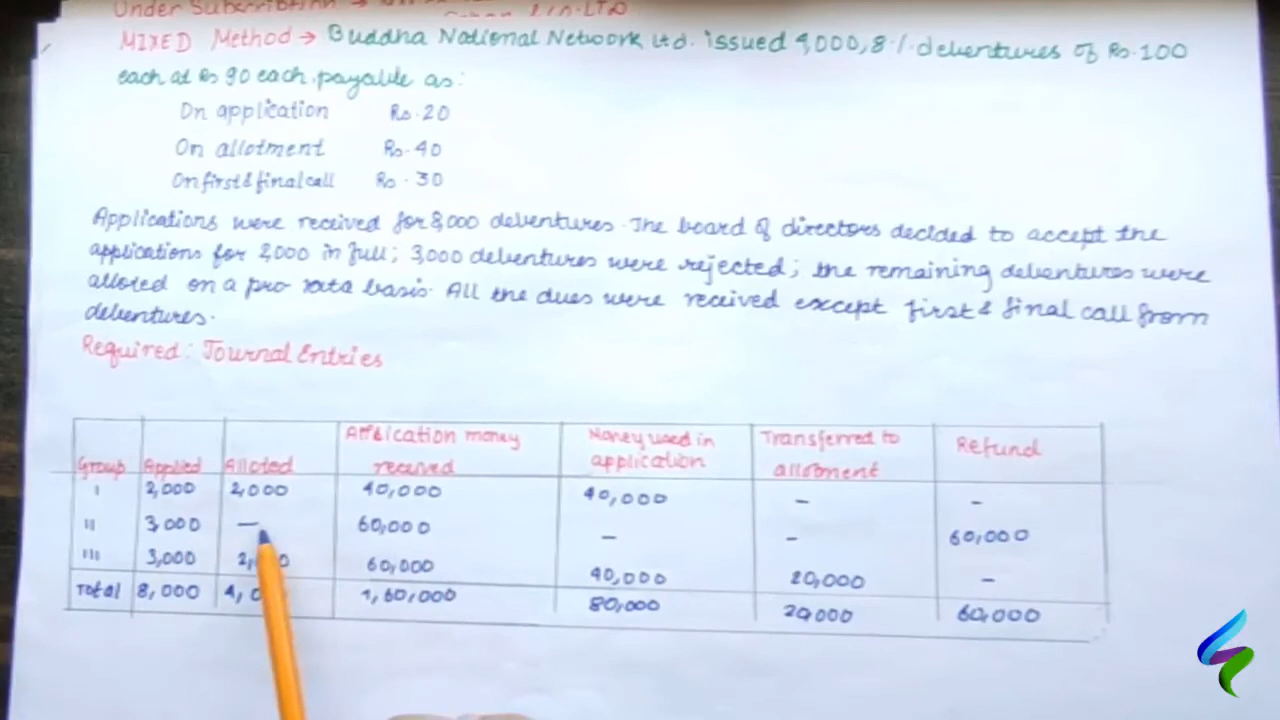 Under Subscription →
MIXED Method → Buddha National Network Ltd. issued 4,000, 8 % debentures of Rs. 100
each at Rs 90 each payable as:
On application Rs. 20
On allotment Rs. 40
On first & final call Rs. 30
Applications were received for 8,000 debentures. The board of directors decided to accept the
applications for 2,000 in full; 3,000 debentures were rejected; the remaining debentures were
alloted on a pro rata basis. All the dues were received except first & final call from
debentures.
Required: Journal Entries
Group Applied Alloted Application money received Money used in application Transferred to allotment Refund
I 2,000 2,000 40,000 40,000 – –
II 3,000 — 60,000 – – 60,000
III 3,000 60,000 40,000 20,000 –
Total 8,000 1,60,000 80,000 20,000 60,000